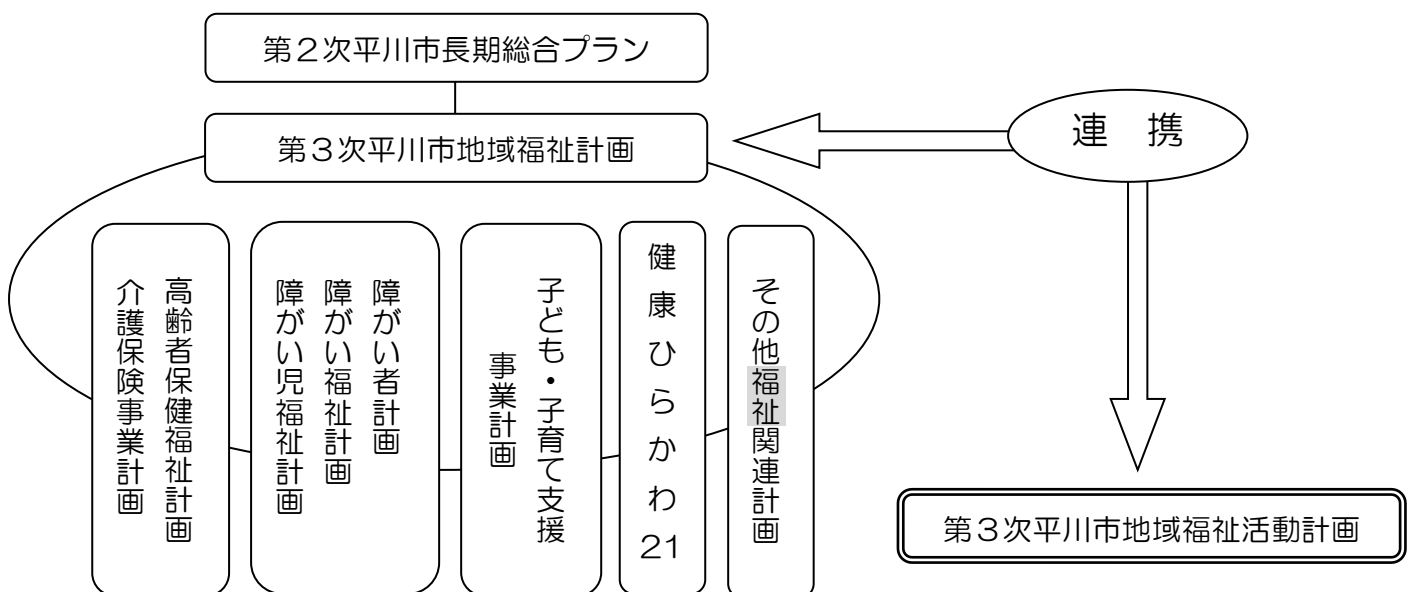 第２次平川市長期総合プラン
第３次平川市地域福祉計画
連　携
高齢者保健福祉計画
介護保険事業計画
障がい者計画
障がい福祉計画
障がい児福祉計画
子ども・子育て支援
事業計画
健康ひらかわ21
その他福祉関連計画
第３次平川市地域福祉活動計画